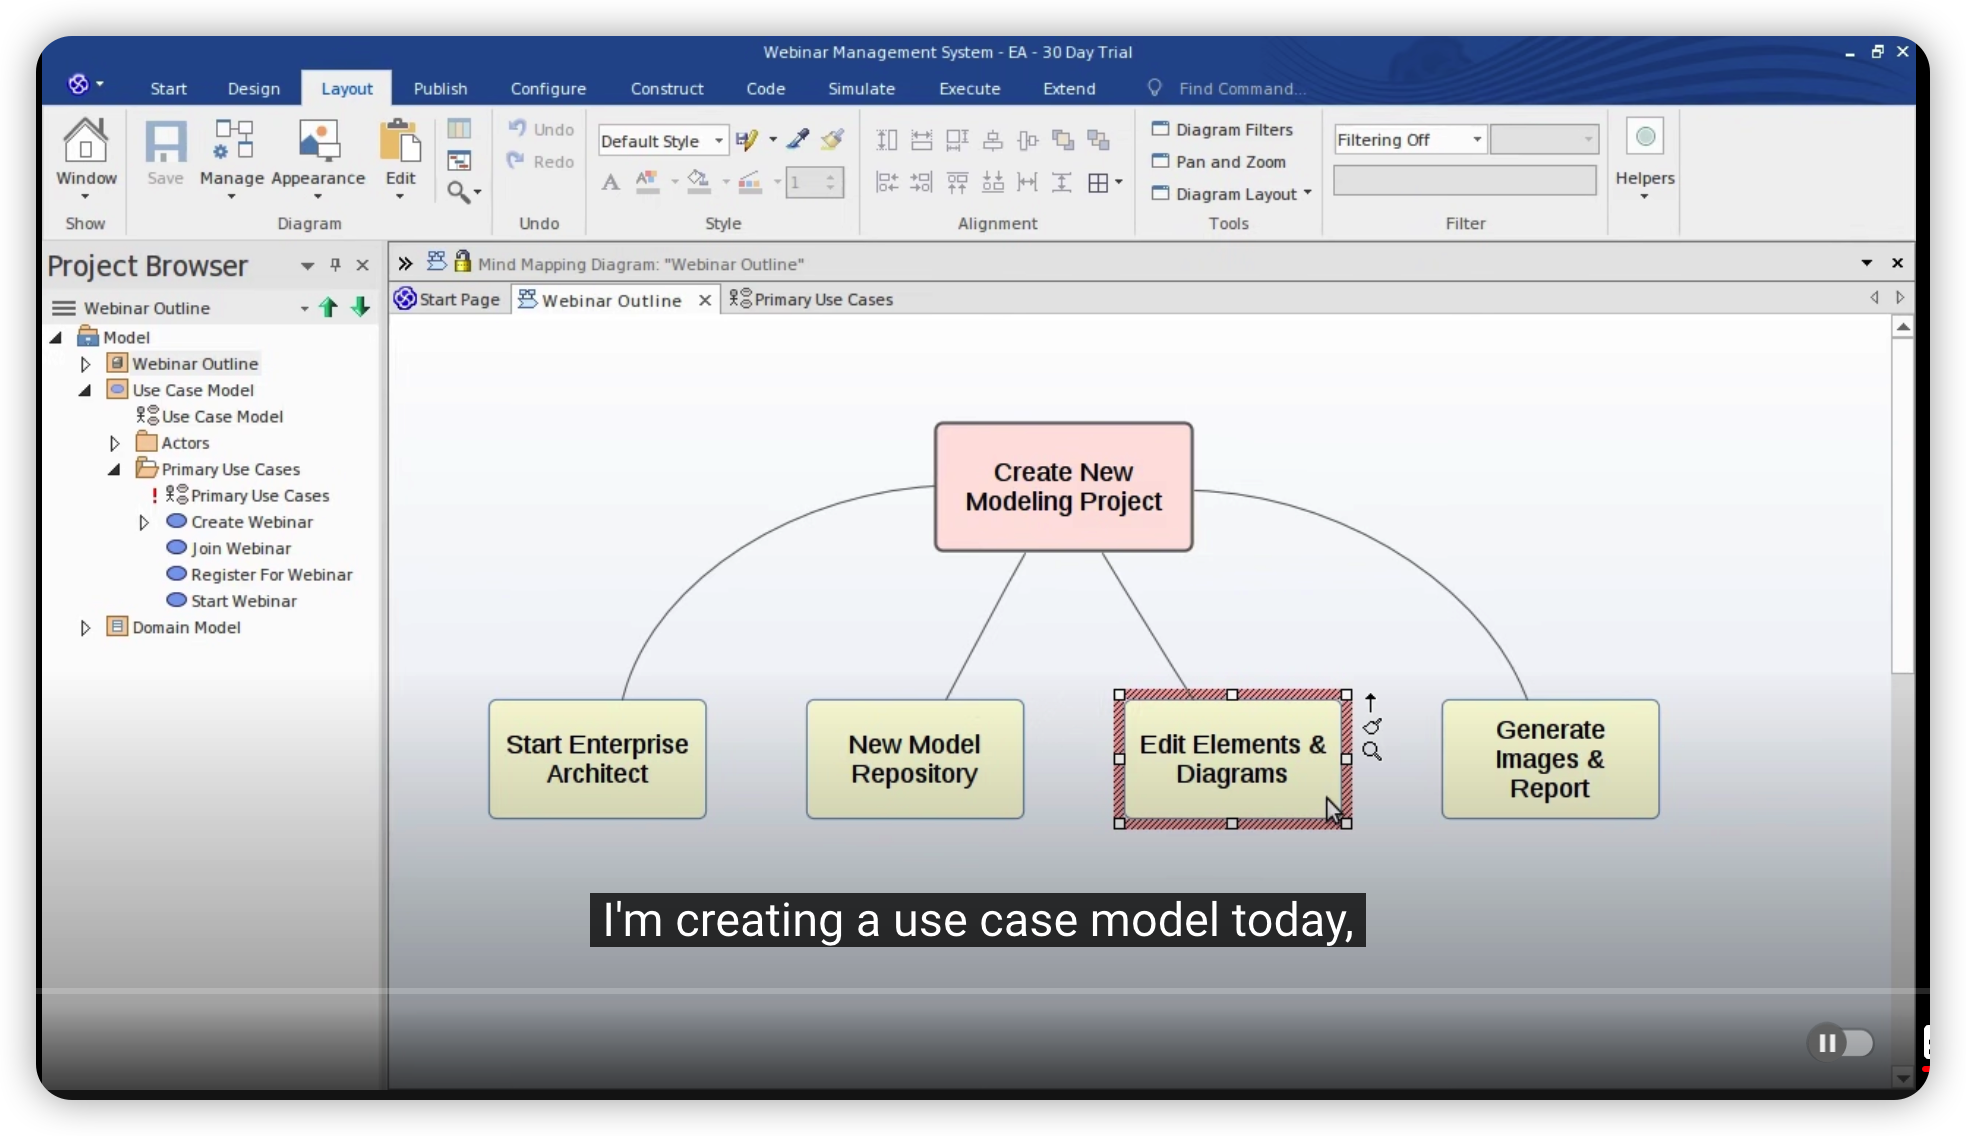 Webinar Management System - EA - 30 Day Trial
Start Design Layout Publish Configure Construct Code Simulate Execute Extend Find Command...
Window Save Manage Appearance Edit
Show Diagram
Undo
Redo
Undo
Default Style
1
Style
Alignment
Diagram Filters
Pan and Zoom
Diagram Layout
Tools
Filtering Off
Filter
Helpers
Project Browser
Webinar Outline
Model
Webinar Outline
Use Case Model
Use Case Model
Actors
Primary Use Cases
Primary Use Cases
Create Webinar
Join Webinar
Register For Webinar
Start Webinar
Domain Model
Mind Mapping Diagram: "Webinar Outline"
Start Page Webinar Outline Primary Use Cases
Create New
Modeling Project
Start Enterprise
Architect
New Model
Repository
Edit Elements &
Diagrams
Generate
Images &
Report
I'm creating a use case model today,